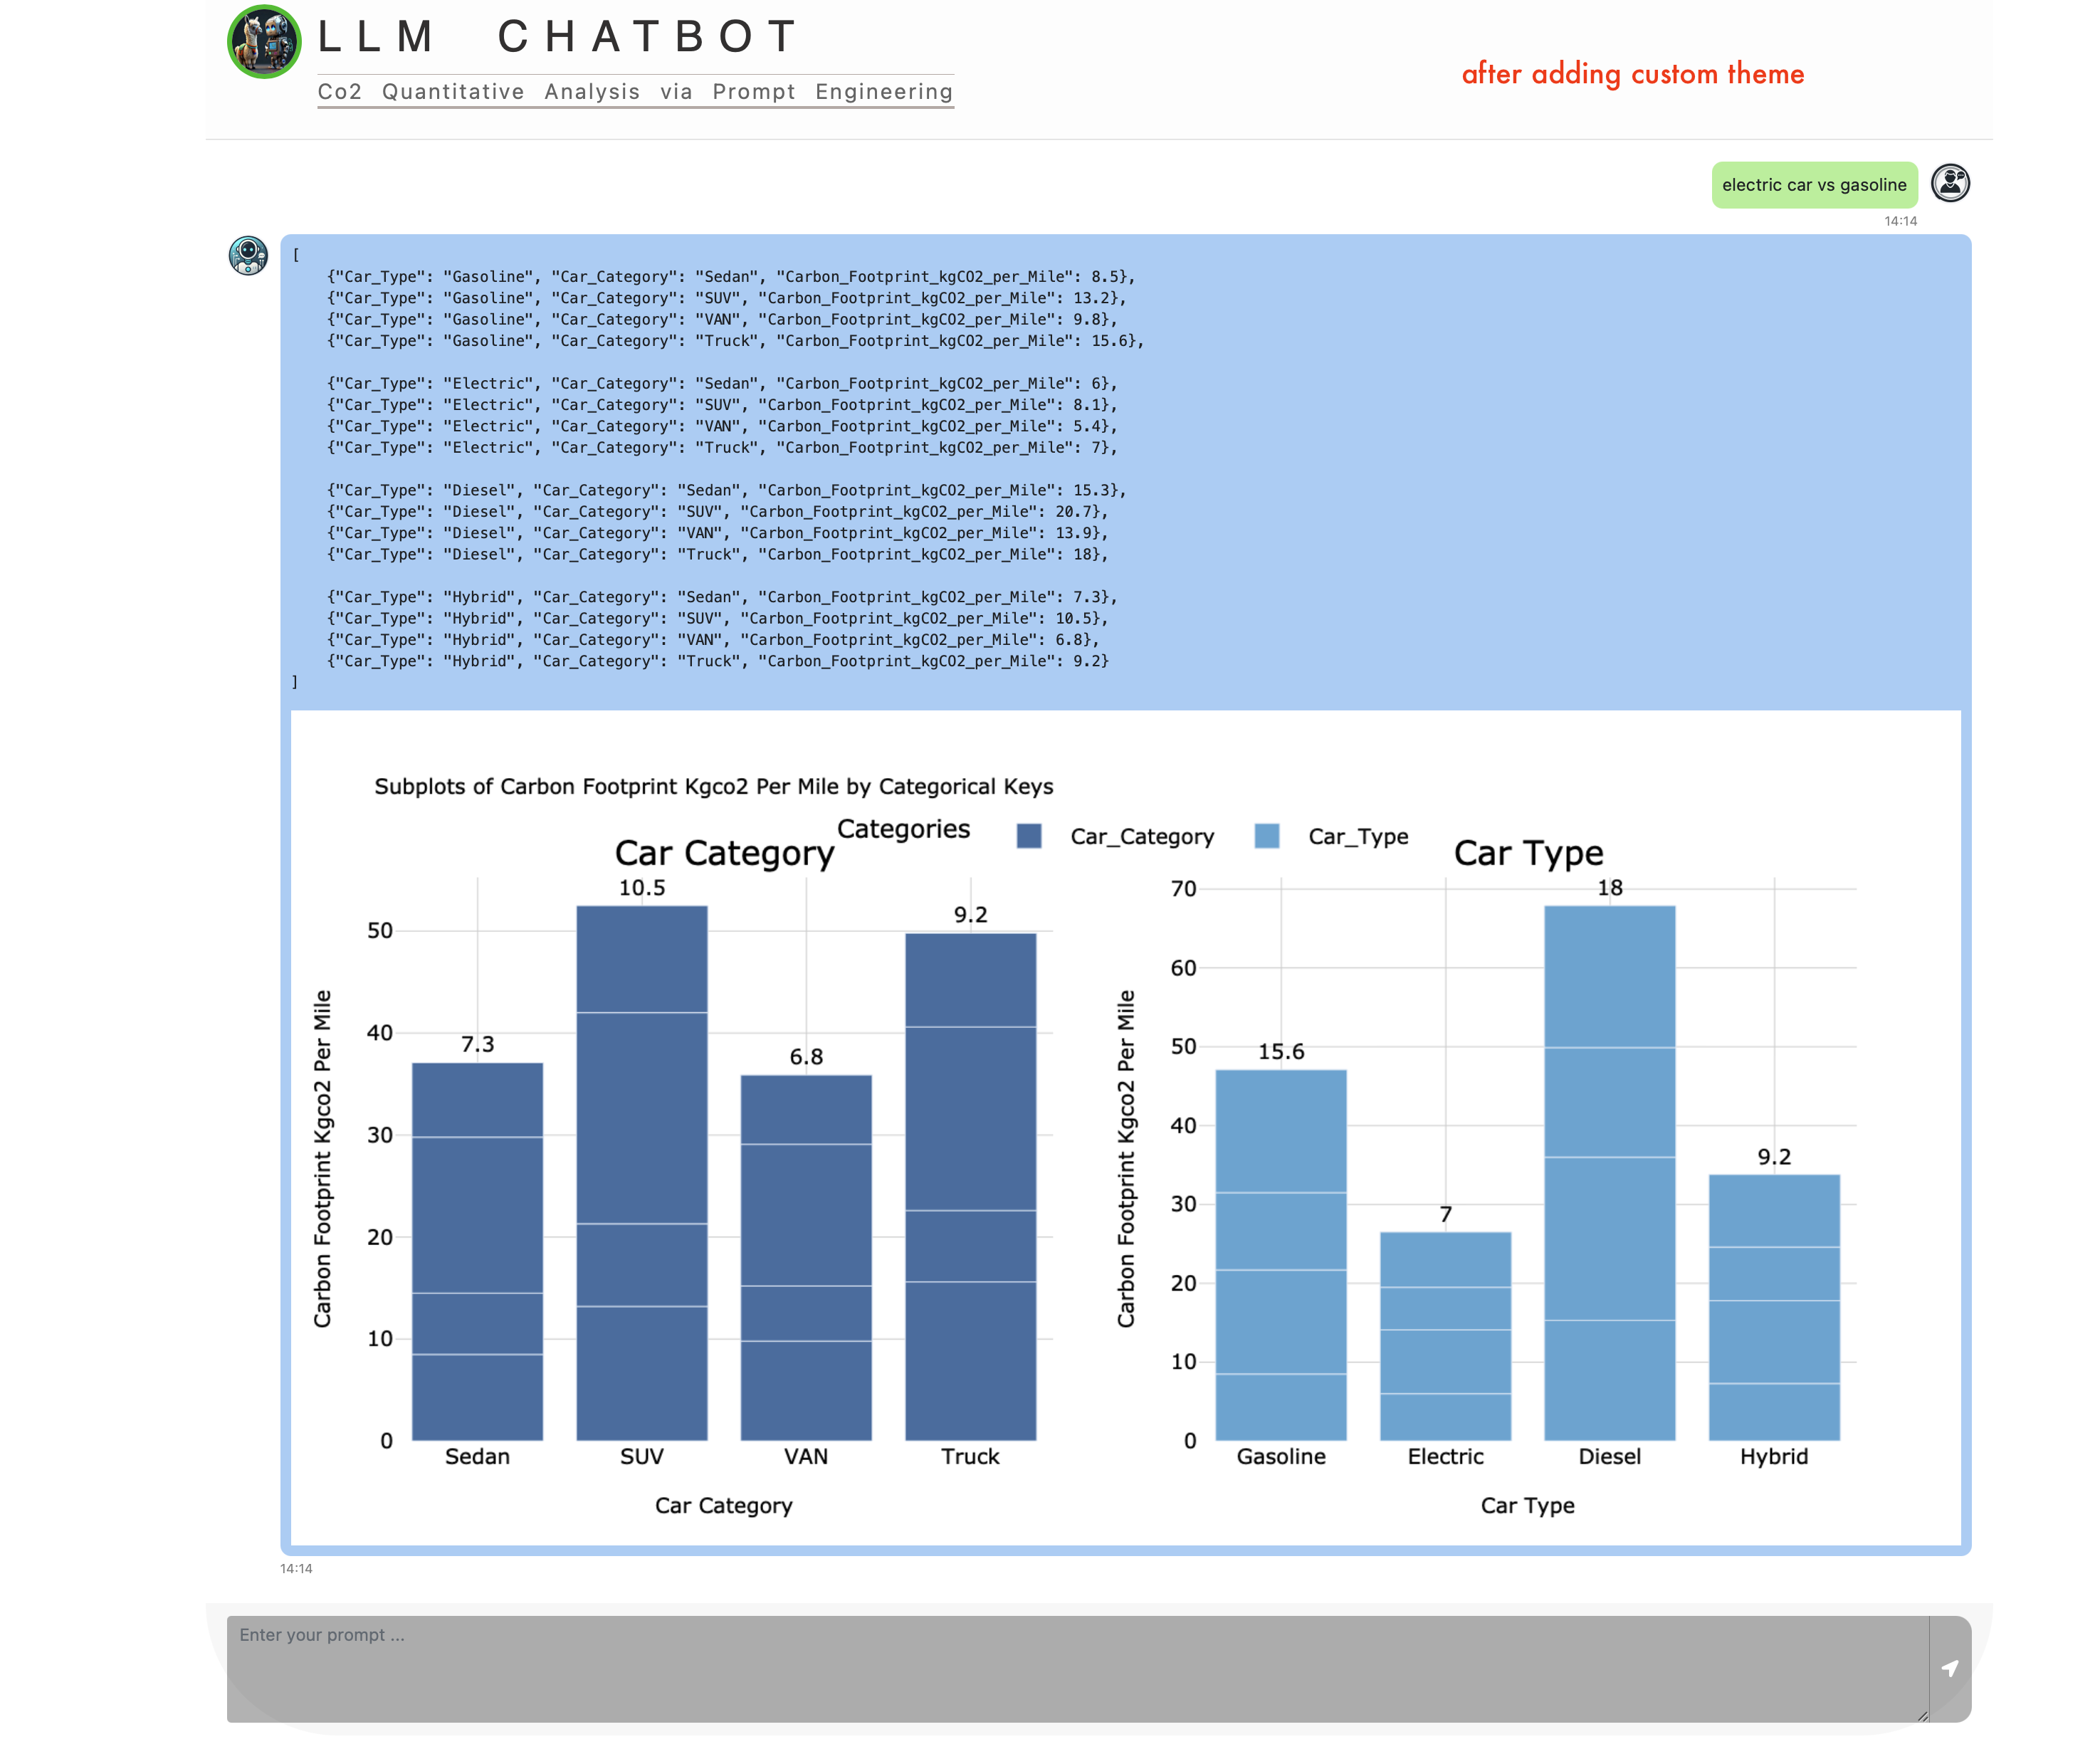 LLM CHATBOT
Co2 Quantitative Analysis via Prompt Engineering
after adding custom theme
electric car vs gasoline
14:14
[
{"Car_Type": "Gasoline", "Car_Category": "Sedan", "Carbon_Footprint_kgCO2_per_Mile": 8.5},
{"Car_Type": "Gasoline", "Car_Category": "SUV", "Carbon_Footprint_kgCO2_per_Mile": 13.2},
{"Car_Type": "Gasoline", "Car_Category": "VAN", "Carbon_Footprint_kgCO2_per_Mile": 9.8},
{"Car_Type": "Gasoline", "Car_Category": "Truck", "Carbon_Footprint_kgCO2_per_Mile": 15.6},
{"Car_Type": "Electric", "Car_Category": "Sedan", "Carbon_Footprint_kgCO2_per_Mile": 6},
{"Car_Type": "Electric", "Car_Category": "SUV", "Carbon_Footprint_kgCO2_per_Mile": 8.1},
{"Car_Type": "Electric", "Car_Category": "VAN", "Carbon_Footprint_kgCO2_per_Mile": 5.4},
{"Car_Type": "Electric", "Car_Category": "Truck", "Carbon_Footprint_kgCO2_per_Mile": 7},
{"Car_Type": "Diesel", "Car_Category": "Sedan", "Carbon_Footprint_kgCO2_per_Mile": 15.3},
{"Car_Type": "Diesel", "Car_Category": "SUV", "Carbon_Footprint_kgCO2_per_Mile": 20.7},
{"Car_Type": "Diesel", "Car_Category": "VAN", "Carbon_Footprint_kgCO2_per_Mile": 13.9},
{"Car_Type": "Diesel", "Car_Category": "Truck", "Carbon_Footprint_kgCO2_per_Mile": 18},
{"Car_Type": "Hybrid", "Car_Category": "Sedan", "Carbon_Footprint_kgCO2_per_Mile": 7.3},
{"Car_Type": "Hybrid", "Car_Category": "SUV", "Carbon_Footprint_kgCO2_per_Mile": 10.5},
{"Car_Type": "Hybrid", "Car_Category": "VAN", "Carbon_Footprint_kgCO2_per_Mile": 6.8},
{"Car_Type": "Hybrid", "Car_Category": "Truck", "Carbon_Footprint_kgCO2_per_Mile": 9.2}
]
Subplots of Carbon Footprint Kgco2 Per Mile by Categorical Keys
Categories Car_Category Car_Type
Car Category
10.5
9.2
7.3
6.8
50
40
30
20
10
0
Carbon Footprint Kgco2 Per Mile
Sedan SUV VAN Truck
Car Category
Car Type
18
15.6
9.2
7
70
60
50
40
30
20
10
0
Carbon Footprint Kgco2 Per Mile
Gasoline Electric Diesel Hybrid
Car Type
14:14
Enter your prompt ...